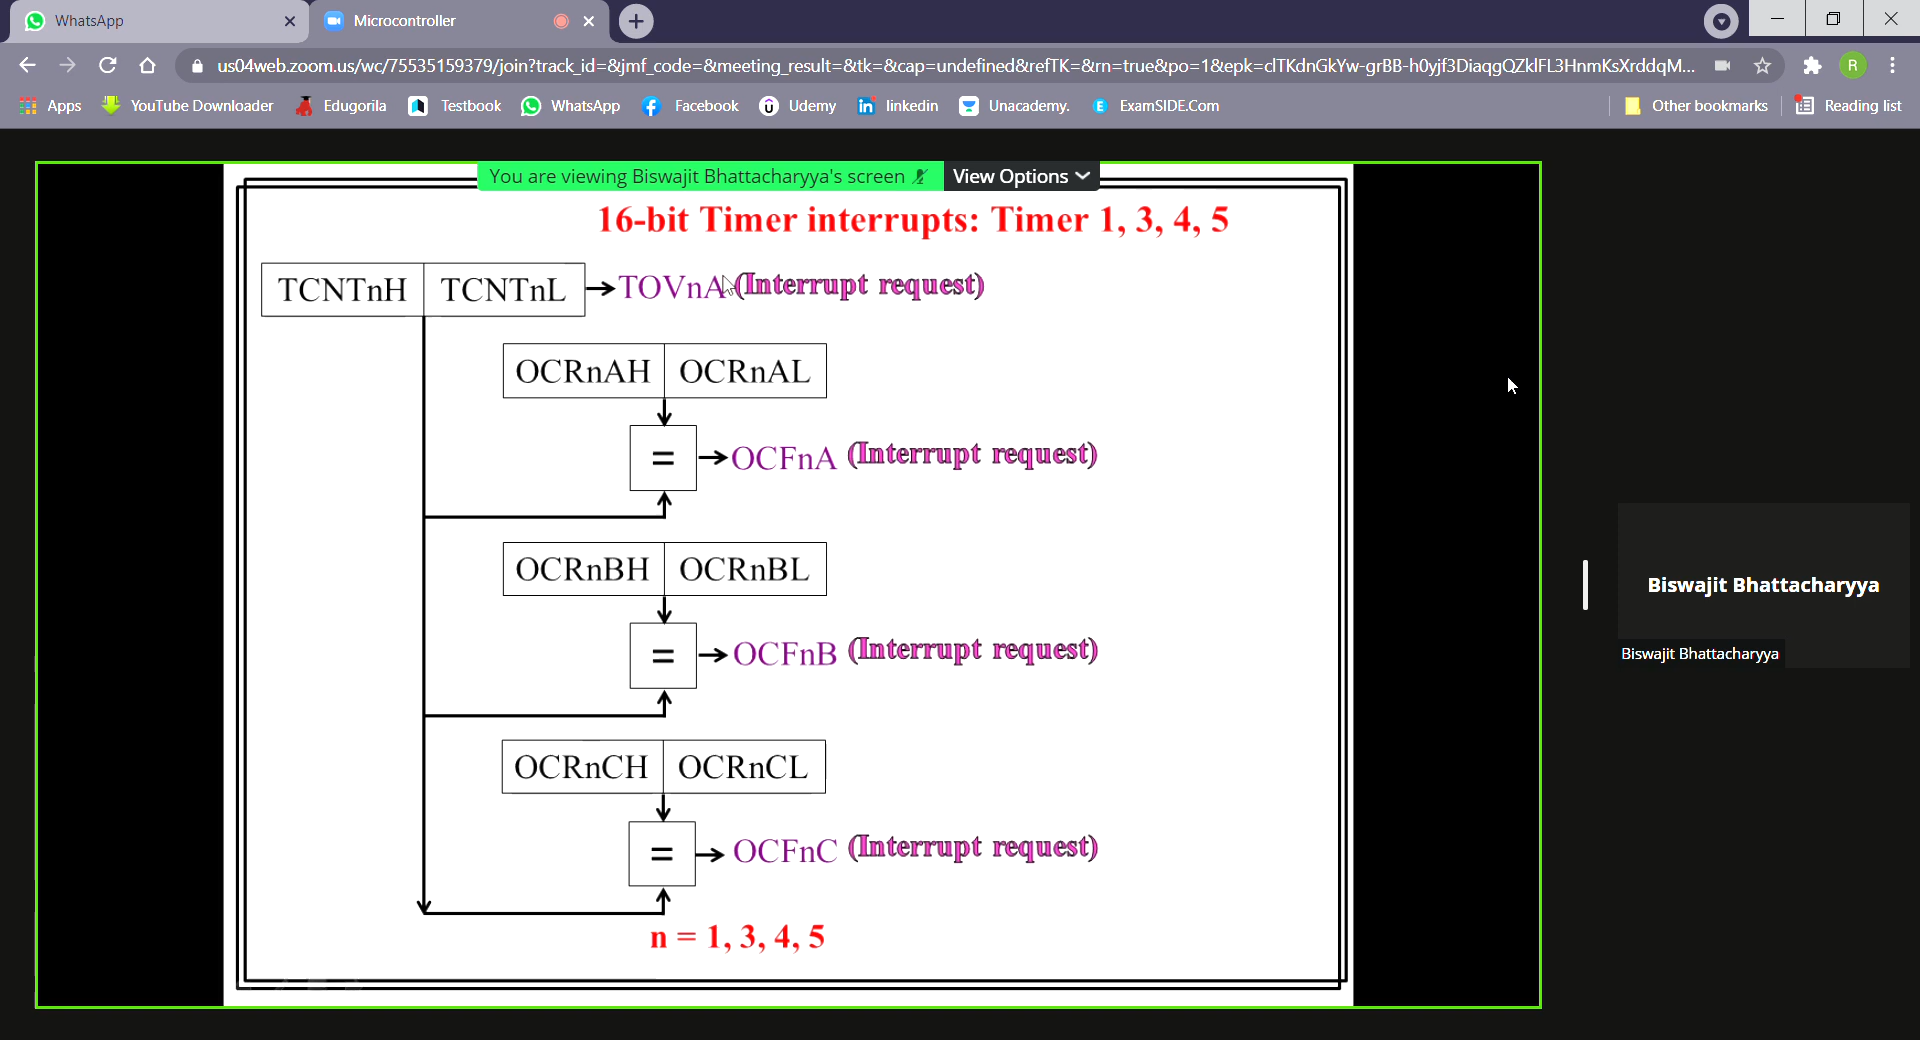 WhatsApp
Microcontroller
us04web.zoom.us/wc/75535159379/join?track_id=&jmf_code=&meeting_result=&tk=&cap=undefined&refTK=&rn=true&po=1&epk=cITKdnGkYw-grBB-h0yjf3DiaqgQZklFL3HnmKsXrddqM...
R
Apps YouTube Downloader Edugorila Testbook WhatsApp Facebook Udemy linkedin Unacademy. ExamSIDE.Com Other bookmarks Reading list
You are viewing Biswajit Bhattacharyya's screen View Options
16-bit Timer interrupts: Timer 1, 3, 4, 5
TCNTnH TCNTnL TOVnA (Interrupt request)
OCRnAH OCRnAL
= OCFnA (Interrupt request)
OCRnBH OCRnBL
= OCFnB (Interrupt request)
OCRnCH OCRnCL
= OCFnC (Interrupt request)
n = 1, 3, 4, 5
Biswajit Bhattacharyya
Biswajit Bhattacharyya